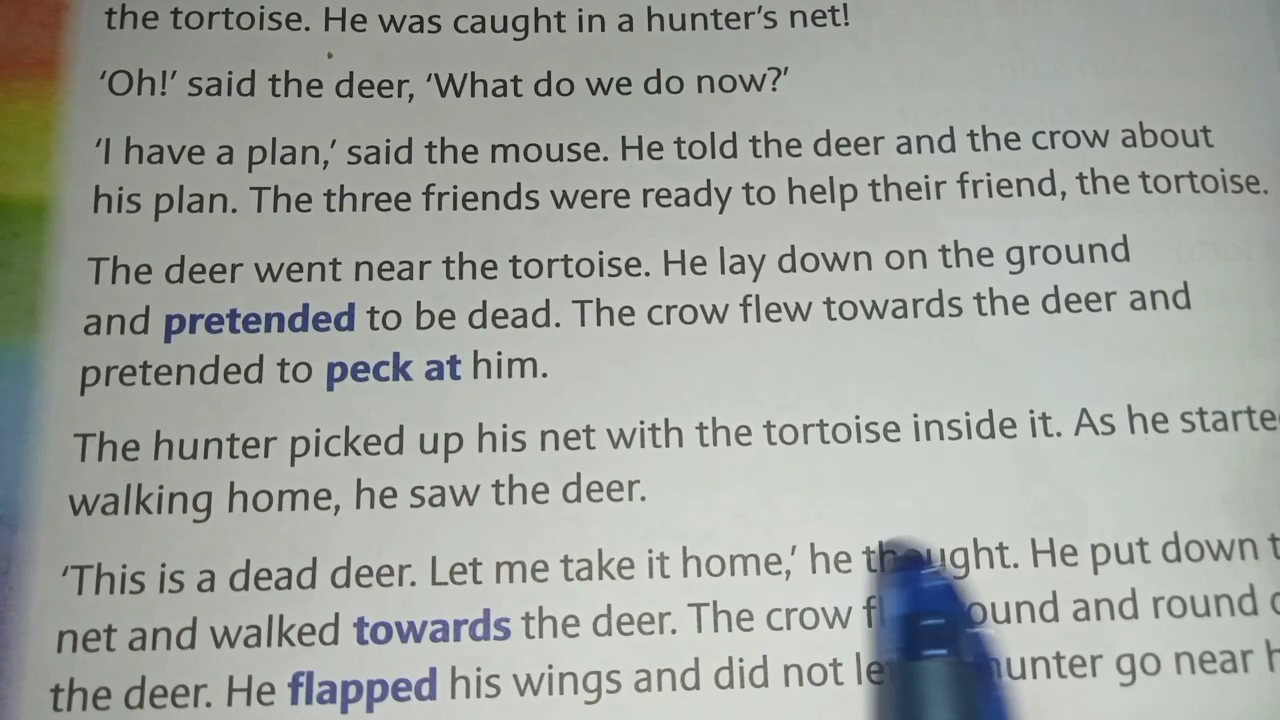 the tortoise. He was caught in a hunter's net!
'Oh!' said the deer, 'What do we do now?'
'I have a plan,' said the mouse. He told the deer and the crow about
his plan. The three friends were ready to help their friend, the tortoise.
The deer went near the tortoise. He lay down on the ground
and pretended to be dead. The crow flew towards the deer and
pretended to peck at him.
The hunter picked up his net with the tortoise inside it. As he
walking home, he saw the deer.
'This is a dead deer. Let me take it home,' he thought. He put down
net and walked towards the deer. The crow and round
the deer. He flapped his wings and did not hunter go near